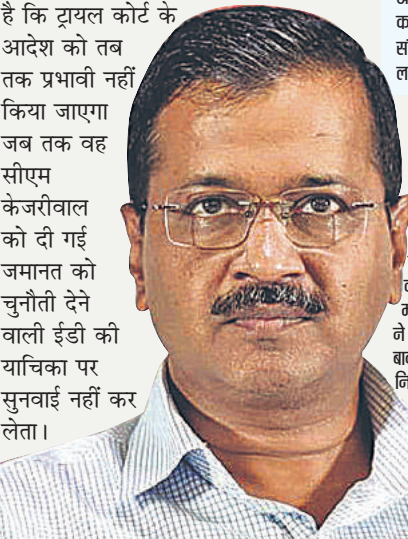 है कि ट्रायल कोर्ट के
आदेश को तब
तक प्रभावी नहीं
किया जाएगा
जब तक वह
सीएम
केजरीवाल
को दी गई
जमानत को
चुनौती देने
वाली ईडी की
याचिका पर
सुनवाई नहीं कर
लेता।
ने